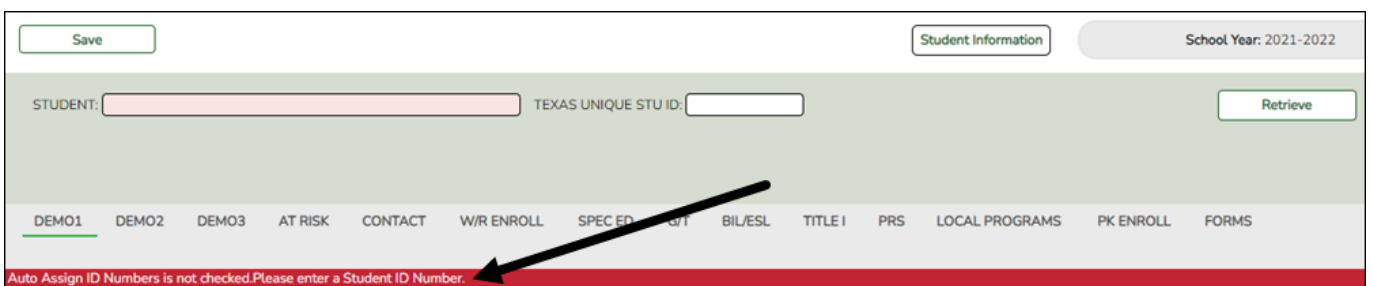 Save Student Information School Year: 2021-2022
STUDENT: TEXAS UNIQUE STU ID: Retrieve
DEMO1 DEMO2 DEMO3 AT RISK CONTACT W/R ENROLL SPEC ED G/T BIL/ESL TITLE I PRS LOCAL PROGRAMS PK ENROLL FORMS
Auto Assign ID Numbers is not checked.Please enter a Student ID Number.